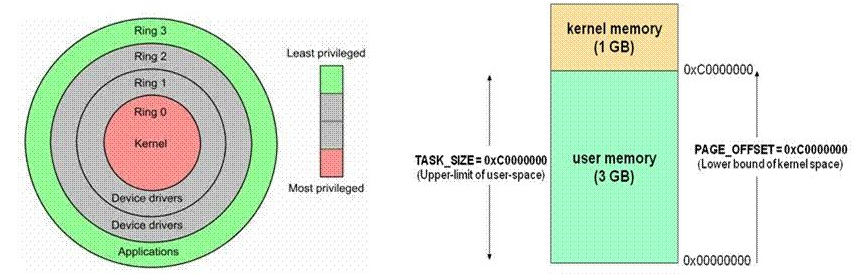 Ring 3
Ring 2
Ring 1
Ring 0
Kernel
Device drivers
Device drivers
Applications
Least privileged
Most privileged
kernel memory
(1 GB)
0xC0000000
TASK_SIZE = 0xC0000000
(Upper-limit of user-space)
user memory
(3 GB)
PAGE_OFFSET = 0xC0000000
(Lower bound of kernel space)
0x00000000